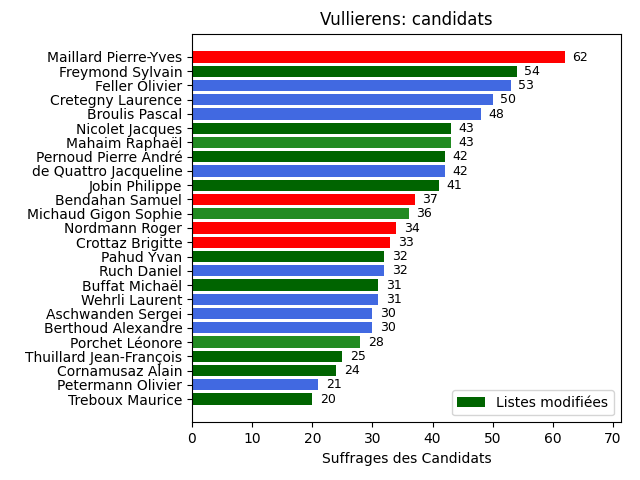 Vullierens: candidats
Maillard Pierre-Yves 62
Freymond Sylvain 54
Feller Olivier 53
Cretegny Laurence 50
Broulis Pascal 48
Nicolet Jacques 43
Mahaim Raphaël 43
Pernoud Pierre André 42
de Quattro Jacqueline 42
Jobin Philippe 41
Bendahan Samuel 37
Michaud Gigon Sophie 36
Nordmann Roger 34
Crottaz Brigitte 33
Pahud Yvan 32
Ruch Daniel 32
Buffat Michaël 31
Wehrli Laurent 31
Aschwanden Sergei 30
Berthoud Alexandre 30
Porchet Léonore 28
Thuillard Jean-François 25
Cornamusaz Alain 24
Petermann Olivier 21
Treboux Maurice 20
Listes modifiées
0 10 20 30 40 50 60 70
Suffrages des Candidats